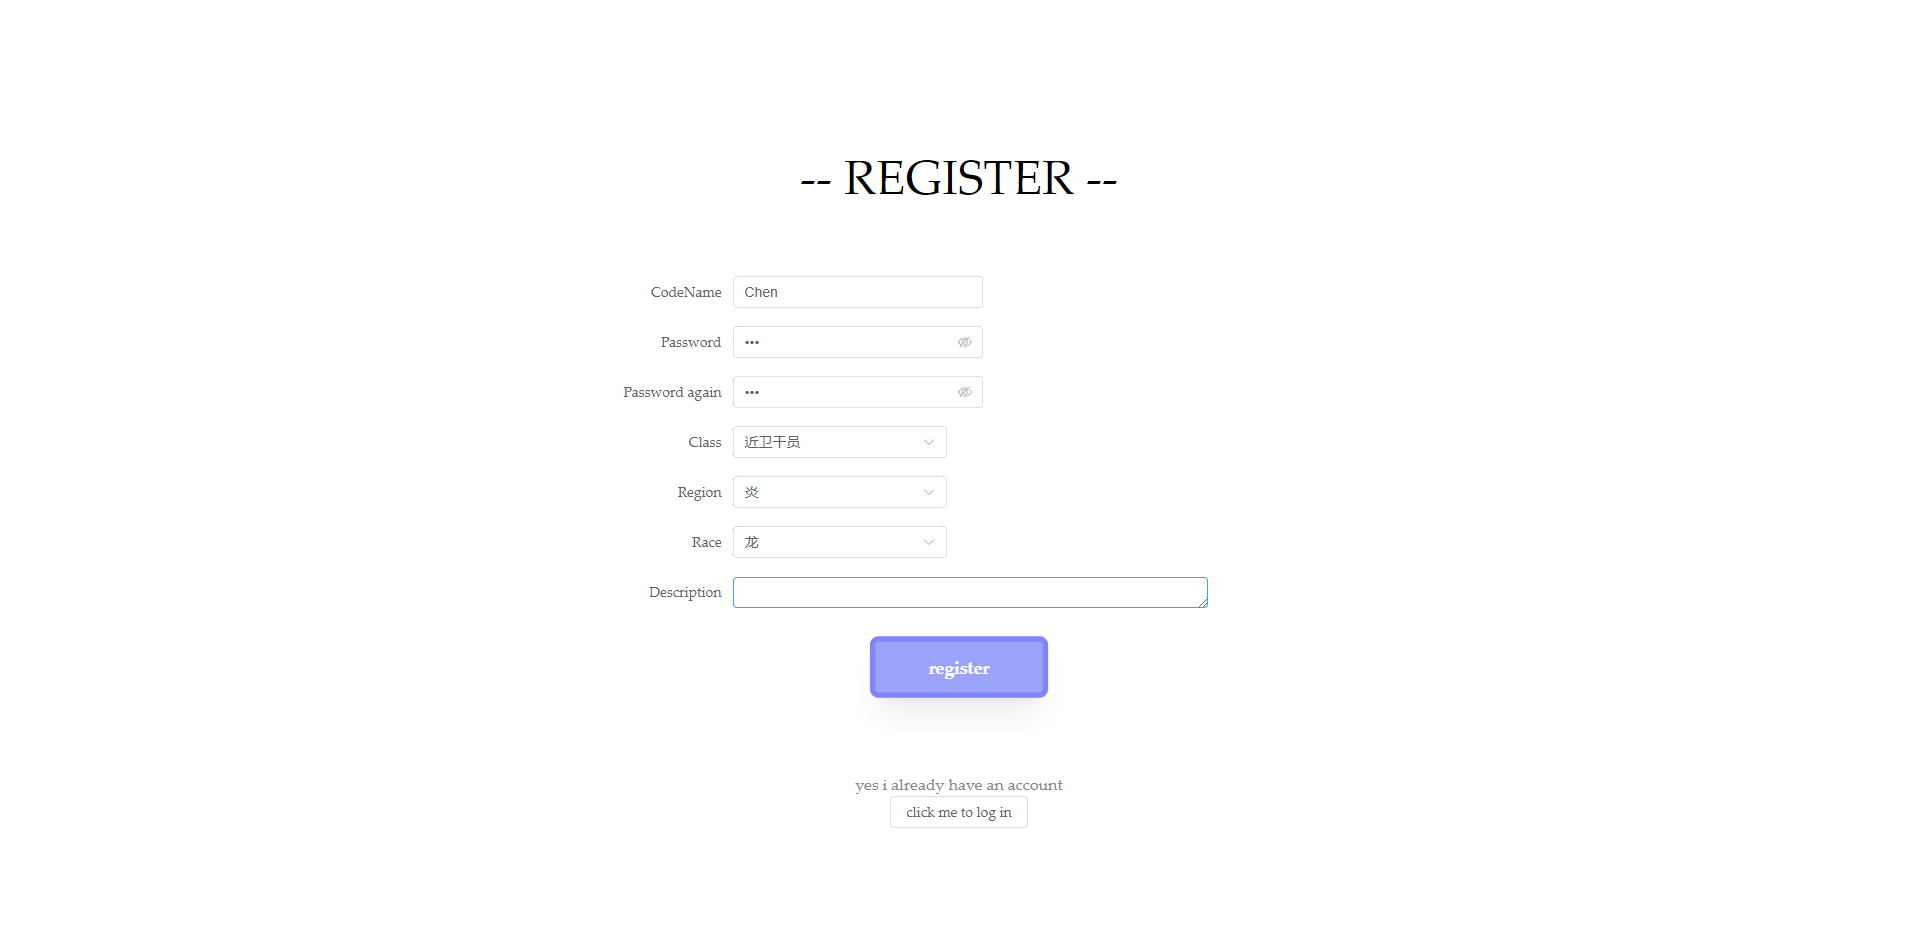 -- REGISTER --
CodeName Chen
Password •••
Password again •••
Class 近卫干员
Region 炎
Race 龙
Description
register
yes i already have an account
click me to log in